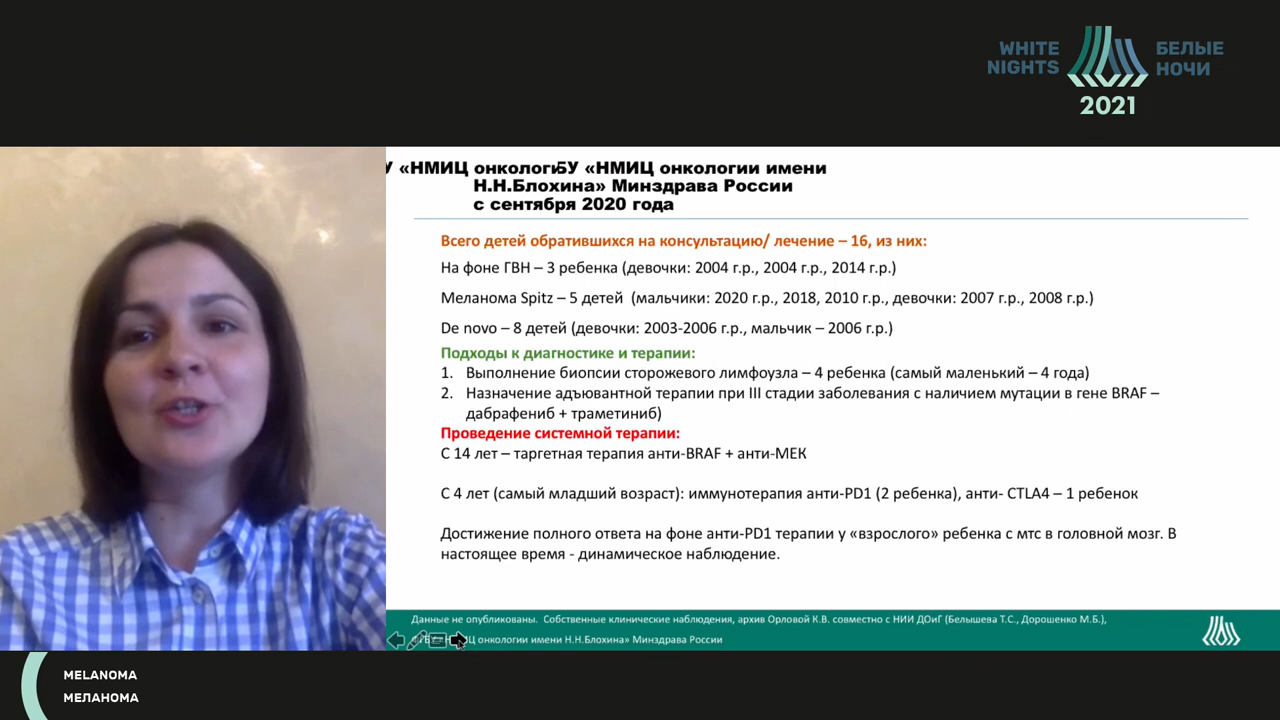 WHITE NIGHTS
БЕЛЫЕ НОЧИ
2021
У «НМИЦ онкологи
БУ «НМИЦ онкологии имени
Н.Н.Блохина» Минздрава России
с сентября 2020 года
Всего детей обратившихся на консультацию/ лечение – 16, из них:
На фоне ГВН – 3 ребенка (девочки: 2004 г.р., 2004 г.р., 2014 г.р.)
Меланома Spitz – 5 детей (мальчики: 2020 г.р., 2018, 2010 г.р., девочки: 2007 г.р., 2008 г.р.)
De novo – 8 детей (девочки: 2003-2006 г.р., мальчик – 2006 г.р.)
Подходы к диагностике и терапии:
1. Выполнение биопсии сторожевого лимфоузла – 4 ребенка (самый маленький – 4 года)
2. Назначение адъювантной терапии при III стадии заболевания с наличием мутации в гене BRAF –
дабрафениб + траметиниб)
Проведение системной терапии:
С 14 лет – таргетная терапия анти-BRAF + анти-МЕК
С 4 лет (самый младший возраст): иммунотерапия анти-PD1 (2 ребенка), анти- CTLA4 – 1 ребенок
Достижение полного ответа на фоне анти-PD1 терапии у «взрослого» ребенка с мтс в головной мозг. В
настоящее время - динамическое наблюдение.
Данные не опубликованы. Собственные клинические наблюдения, архив Орловой К.В. совместно с НИИ ДОиГ (Белышева Т.С., Дорошенко М.Б.),
онкологии имени Н.Н.Блохина» Минздрава России
MELANOMA
МЕЛАНОМА